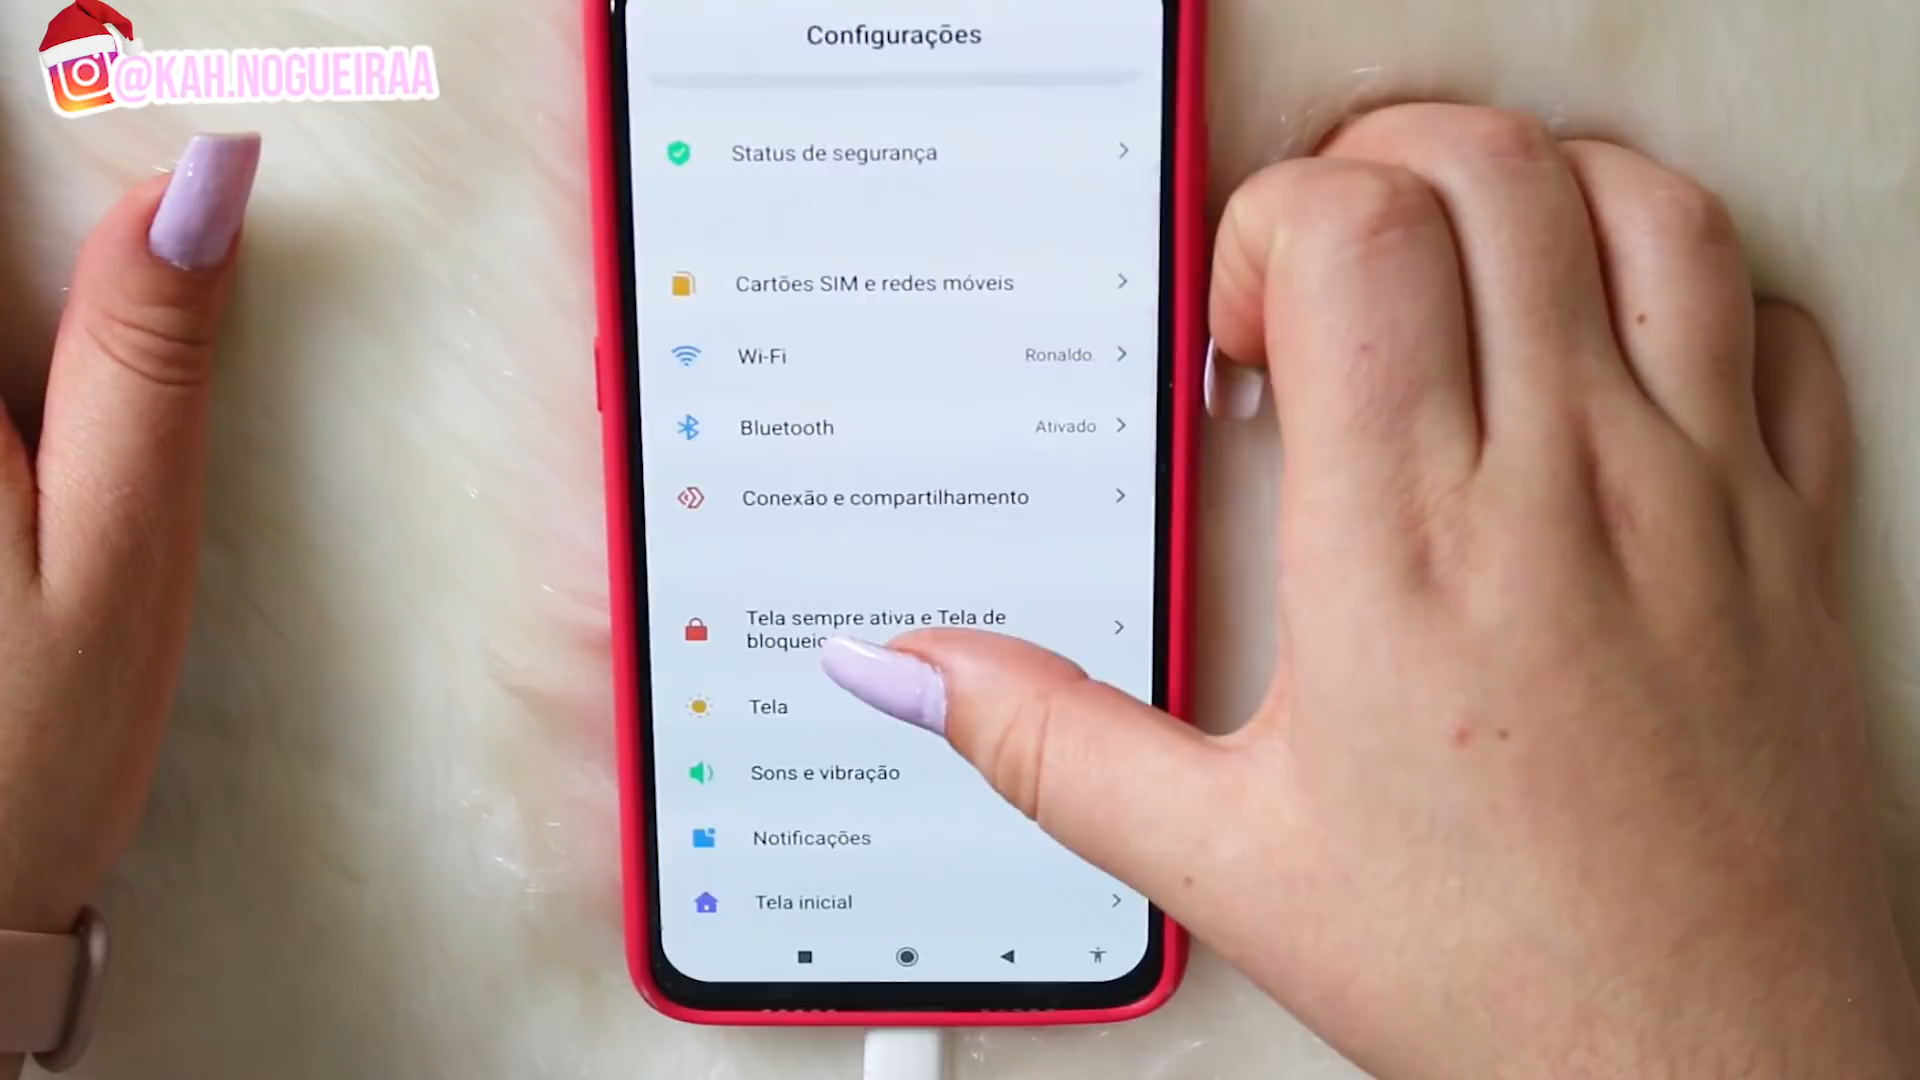 @KAH.NOGUEIRAA
Configurações
Status de segurança
Cartões SIM e redes móveis
Wi-Fi Ronaldo
Bluetooth Ativado
Conexão e compartilhamento
Tela sempre ativa e Tela de
bloqueio
Tela
Sons e vibração
Notificações
Tela inicial